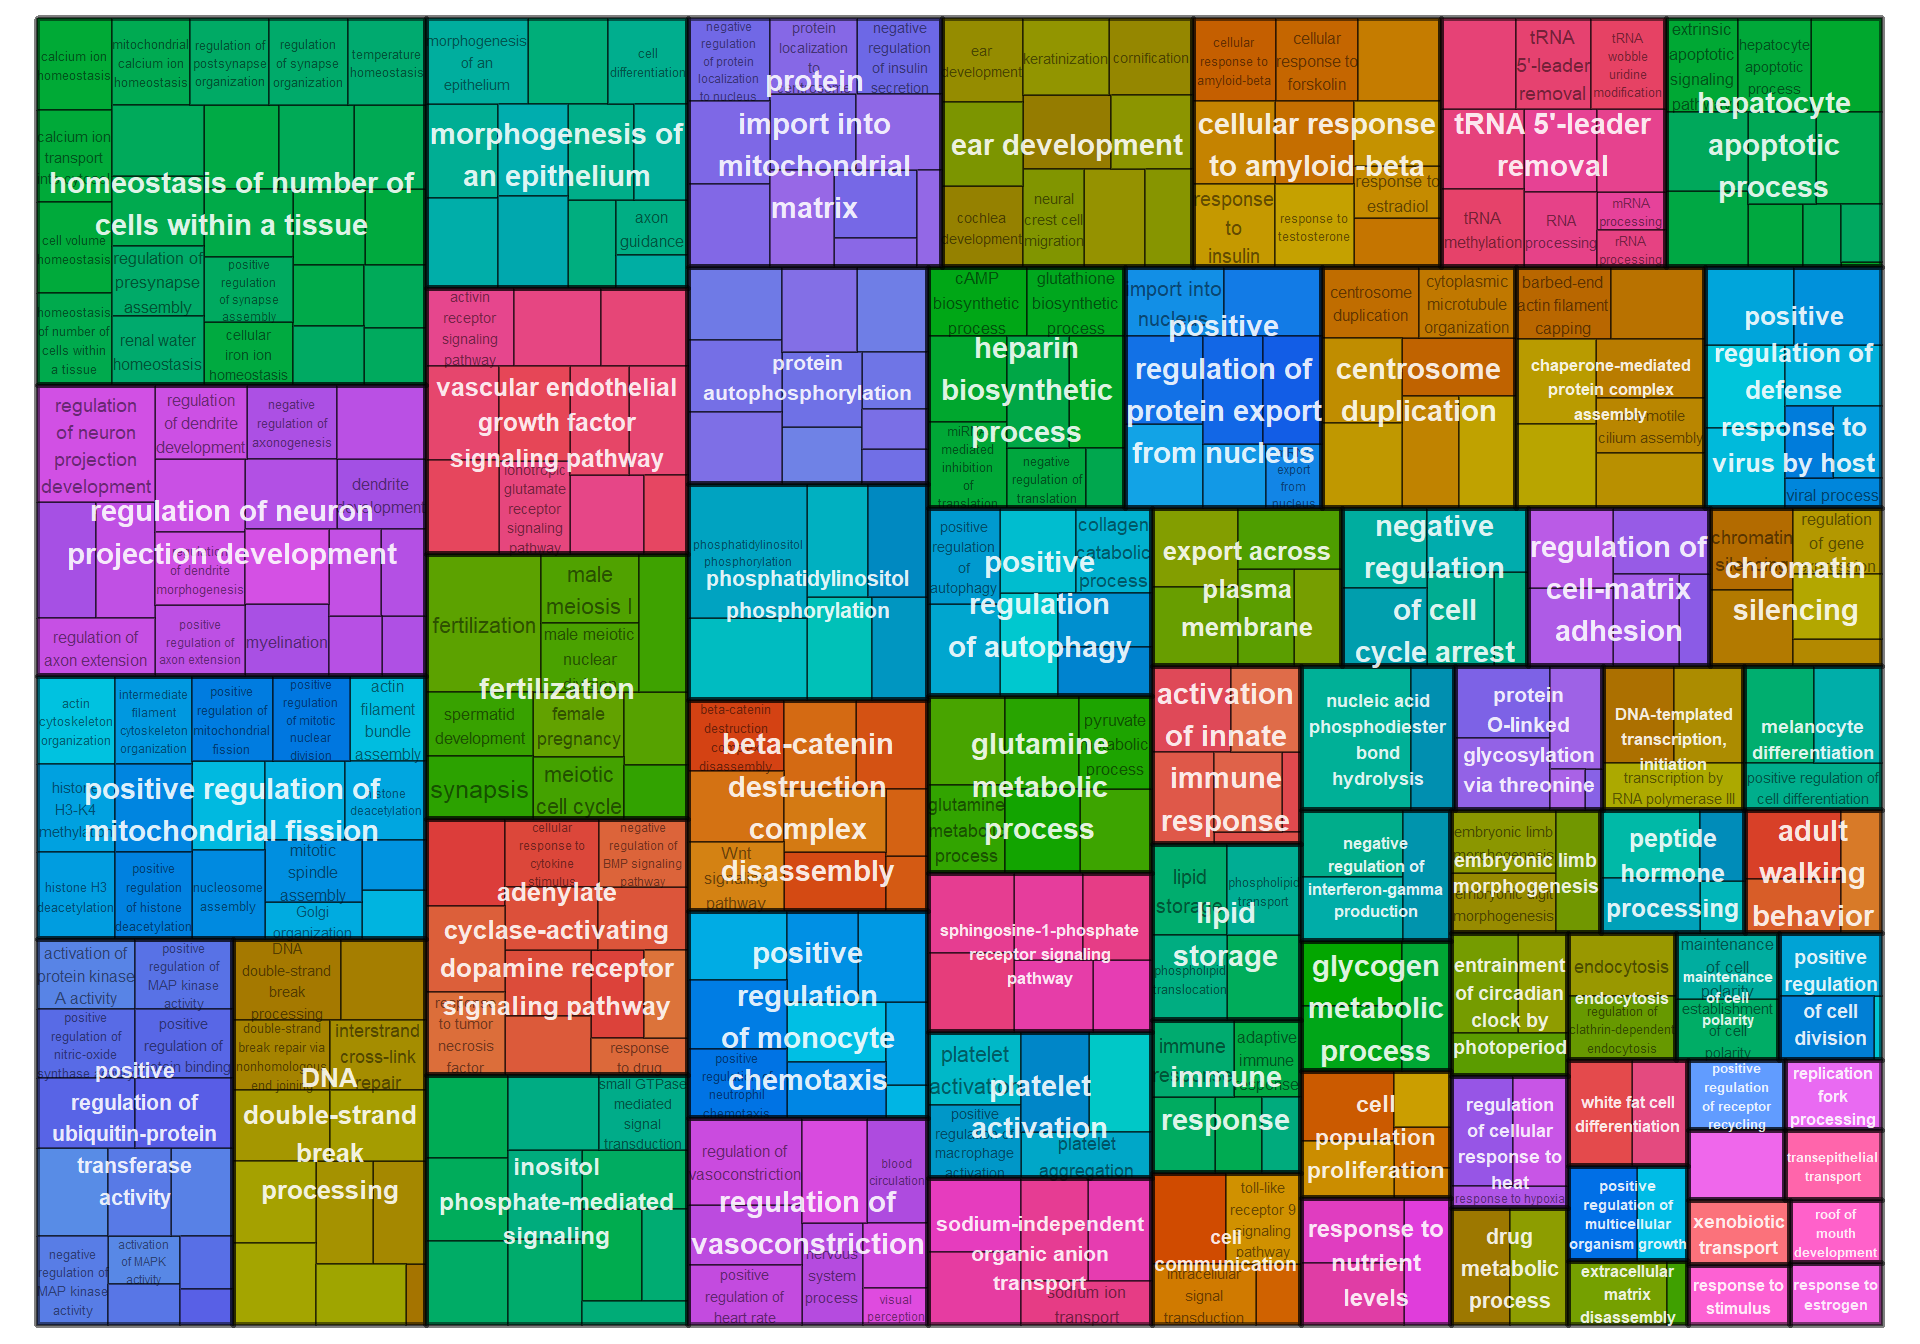 calcium ion
homeostasis
mitochondrial
calcium ion
homeostasis
regulation of
postsynapse
organization
regulation
of synapse
organization
temperature
homeostasis
calcium ion
transport
homeostasis of number of
cells within a tissue
cell volume
homeostasis
regulation of
presynapse
assembly
positive
regulation
of synapse
assembly
homeostasis
of number of
cells within
a tissue
renal water
homeostasis
cellular
iron ion
homeostasis
morphogenesis
of an
epithelium
cell
differentiation
morphogenesis of
an epithelium
axon
guidance
negative
regulation
of protein
localization
to nucleus
protein
localization
to
negative
regulation
of insulin
secretion
protein
import into
mitochondrial
matrix
ear
development
keratinization
cornification
ear development
cochlea
development
neural
crest cell
migration
cellular
response to
amyloid-beta
cellular
response to
forskolin
cellular response
to amyloid-beta
response
to
insulin
response to
testosterone
response to
estradiol
tRNA
5'-leader
removal
tRNA
wobble
uridine
modification
tRNA 5'-leader
removal
tRNA
methylation
RNA
processing
mRNA
processing
rRNA
processing
extrinsic
apoptotic
signaling
hepatocyte
apoptotic
process
hepatocyte
apoptotic
process
regulation
of neuron
projection
development
regulation
of dendrite
development
negative
regulation of
axonogenesis
dendrite
development
regulation of neuron
projection development
of dendrite
morphogenesis
regulation of
axon extension
positive
regulation of
axon extension
myelination
activin
receptor
signaling
pathway
vascular endothelial
growth factor
signaling pathway
ionotropic
glutamate
receptor
signaling
pathway
protein
autophosphorylation
cAMP
biosynthetic
process
glutathione
biosynthetic
process
heparin
biosynthetic
process
mediated
inhibition
of
translation
negative
regulation of
translation
import into
nucleus
positive
regulation of
protein export
from nucleus
export
from
nucleus
centrosome
duplication
cytoplasmic
microtubule
organization
centrosome
duplication
barbed-end
actin filament
capping
chaperone-mediated
protein complex
assembly
cilium assembly
positive
regulation of
defense
response to
virus by host
viral process
phosphatidylinositol
phosphorylation
phosphatidylinositol
phosphorylation
positive
regulation
of
autophagy
collagen
catabolic
process
positive
regulation
of autophagy
export across
plasma
membrane
negative
regulation
of cell
cycle arrest
regulation of
cell-matrix
adhesion
chromatin
regulation
of gene
chromatin
silencing
fertilization
male
meiosis I
male meiotic
nuclear
fertilization
spermatid
development
female
pregnancy
synapsis
meiotic
cell cycle
actin
cytoskeleton
organization
intermediate
filament
cytoskeleton
organization
positive
regulation of
mitochondrial
fission
positive
regulation
of mitotic
nuclear
division
actin
filament
bundle
assembly
positive regulation of
mitochondrial fission
H3-K4
deacetylation
histone H3
deacetylation
positive
regulation
of histone
deacetylation
nucleosome
assembly
mitotic
spindle
assembly
Golgi
organization
beta-catenin
destruction
disassembly
beta-catenin
destruction
complex
disassembly
Wnt
pathway
pyruvate
process
glutamine
metabolic
process
glutamine
process
activation
of innate
immune
response
nucleic acid
phosphodiester
bond
hydrolysis
protein
O-linked
glycosylation
via threonine
DNA-templated
transcription,
initiation
transcription by
RNA polymerase III
melanocyte
differentiation
positive regulation of
cell differentiation
cellular
response to
cytokine
stimulus
negative
regulation of
BMP signaling
pathway
adenylate
cyclase-activating
dopamine receptor
signaling pathway
to tumor
necrosis
factor
response
to drug
sphingosine-1-phosphate
receptor signaling
pathway
lipid
storage
phospholipid
transport
lipid
storage
phospholipid
translocation
negative
regulation of
interferon-gamma
production
embryonic limb
embryonic limb
morphogenesis
morphogenesis
peptide
hormone
processing
adult
walking
behavior
activation of
protein kinase
A activity
positive
regulation of
MAP kinase
activity
positive
regulation of
nitric-oxide
positive
regulation of
binding
positive
regulation of
ubiquitin-protein
transferase
activity
negative
regulation of
MAP kinase
activity
activation
of MAPK
activity
DNA
double-strand
break
processing
double-strand
break repair via
nonhomologous
end joining
interstrand
cross-link
repair
DNA
double-strand
break
processing
small GTPase
mediated
signal
transduction
inositol
phosphate-mediated
signaling
positive
regulation
of monocyte
chemotaxis
positive
neutrophil
chemotaxis
regulation of
vasoconstriction
blood
circulation
regulation of
vasoconstriction
nervous
system
process
positive
regulation of
heart rate
visual
perception
platelet
activation
platelet
activation
positive
macrophage
activation
platelet
aggregation
sodium-independent
organic anion
transport
sodium ion
transport
immune
adaptive
immune
immune
response
toll-like
receptor 9
signaling
pathway
cell
communication
intracellular
signal
transduction
glycogen
metabolic
process
entrainment
of circadian
clock by
photoperiod
endocytosis
endocytosis
regulation of
clathrin-dependent
endocytosis
maintenance
of cell
polarity
maintenance
of cell
polarity
establishment
of cell
polarity
positive
regulation
of cell
division
cell
population
proliferation
regulation
of cellular
response to
heat
response to hypoxia
white fat cell
differentiation
positive
regulation
of receptor
recycling
replication
fork
processing
transepithelial
transport
response to
nutrient
levels
drug
metabolic
process
positive
regulation of
multicellular
organism growth
extracellular
matrix
disassembly
xenobiotic
transport
roof of
mouth
development
response to
stimulus
response to
estrogen